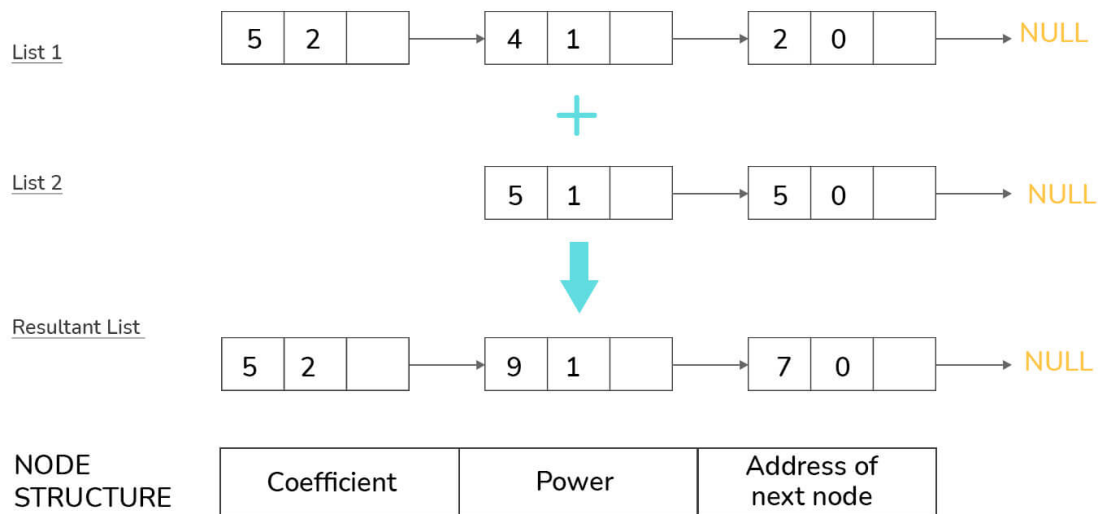 List 1
5 2 4 1 2 0 NULL
+
List 2
5 1 5 0 NULL
Resultant List
5 2 9 1 7 0 NULL
NODE STRUCTURE
Coefficient
Power
Address of
next node